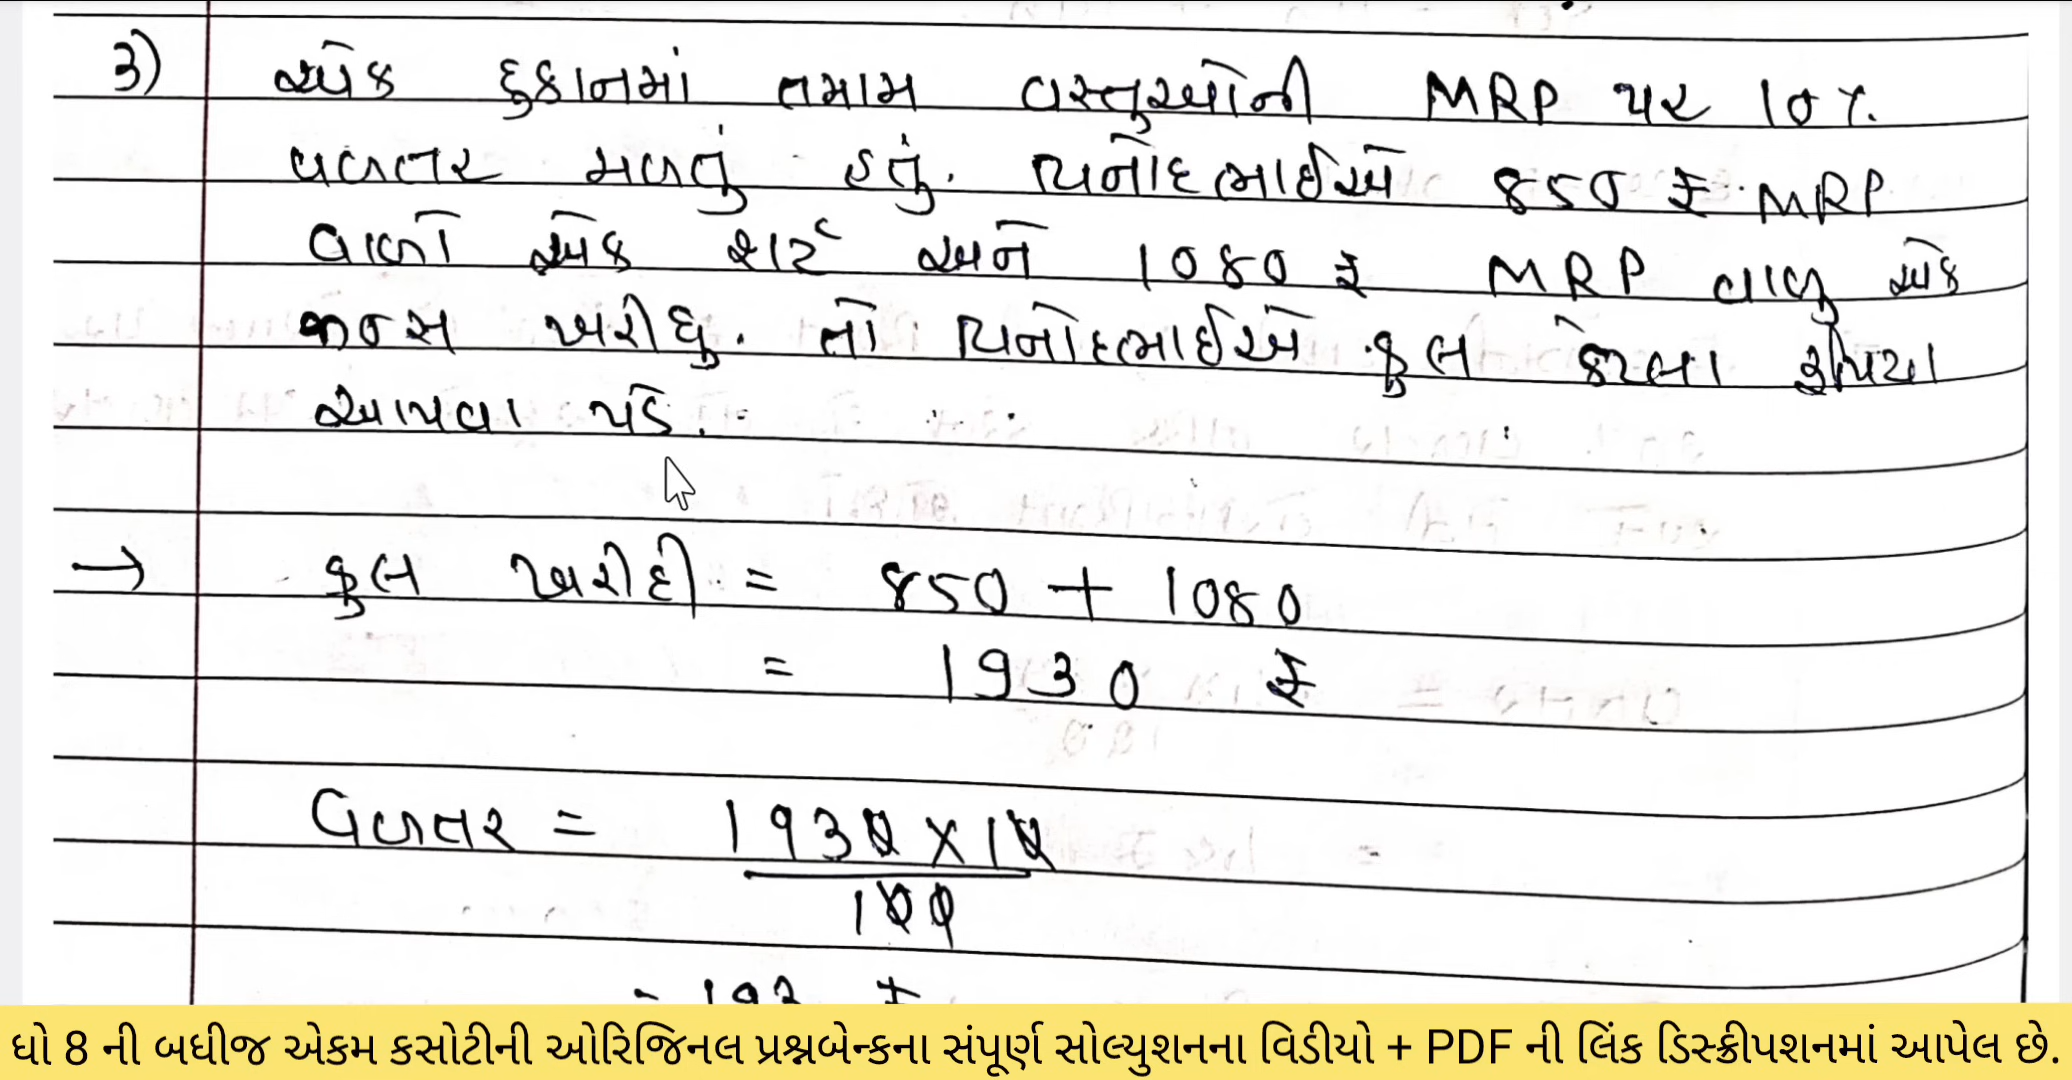 3) એક દુકાનમાં તમામ વસ્તુઓની MRP પર 10%
વળતર મળતું હતું. વિનોદભાઈએ 850 ₹ MRP
વાળો એક શર્ટ અને 1080 ₹ MRP વાળુ એક
જીન્સ ખરીદ્યુ. તો વિનોદભાઈએ કુલ કેટલા રૂપિયા
આપવા પડે.
→ કુલ ખરીદી = 850 + 1080
= 1930 ₹
વળતર = 1930 X 10
100
= 193 ₹
ધો 8 ની બધીજ એકમ કસોટીની ઓરિજિનલ પ્રશ્નબેન્કના સંપૂર્ણ સોલ્યુશનના વિડીયો + PDF ની લિંક ડિસ્ક્રીપશનમાં આપેલ છે.